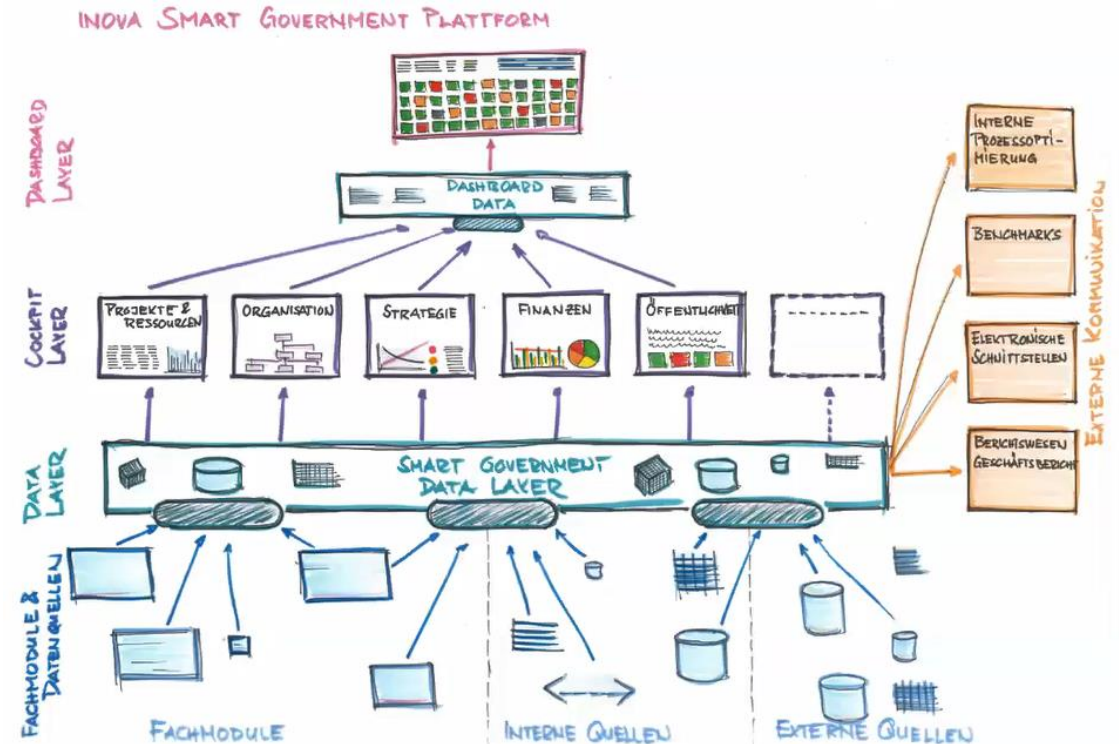 INOVA SMART GOVERNMENT PLATTFORM
DASHBOARD
LAYER
DASHBOARD
DATA
COCKPIT
LAYER
PROJEKTE &
RESSOURCEN
ORGANISATION
STRATEGIE
FINANZEN
ÖFFENTLICHKEIT
DATA
LAYER
SMART GOVERNMENT
DATA LAYER
FACHMODULE &
DATENQUELLEN
FACHMODULE
INTERNE QUELLEN
EXTERNE QUELLEN
INTERNE
PROZESSOPTI-
MIERUNG
BENCHMARKS
ELEKTRONISCHE
SCHNITTSTELLEN
BERICHTSWESEN
GESCHÄFTSBERICHT
EXTERNE KOMMUNIKATION